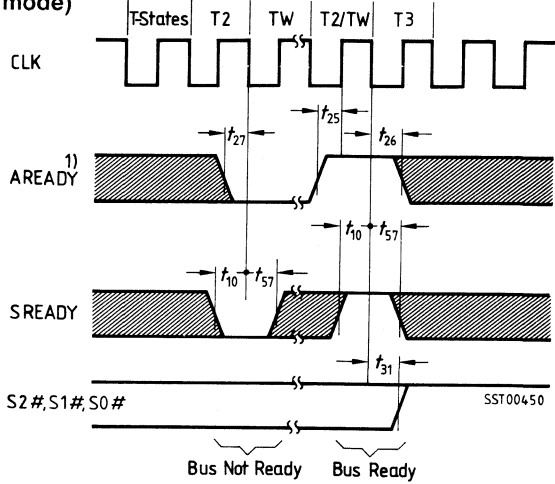 mode)
T-States T2 TW T2/TW T3
CLK
t25
t27 t26
1)
AREADY
t10 t57
t10 t57
SREADY
t31
S2#,S1#,S0# SST00450
Bus Not Ready Bus Ready